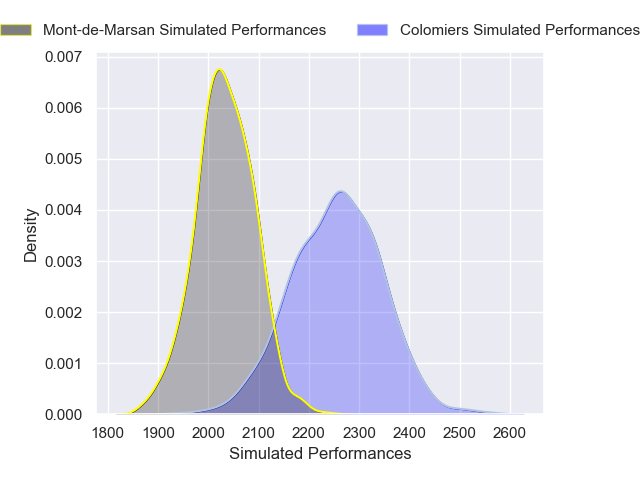 Mont-de-Marsan Simulated Performances
Colomiers Simulated Performances
0.007
0.006
0.005
0.004
0.003
0.002
0.001
0.000
Density
1800 1900 2000 2100 2200 2300 2400 2500 2600
Simulated Performances